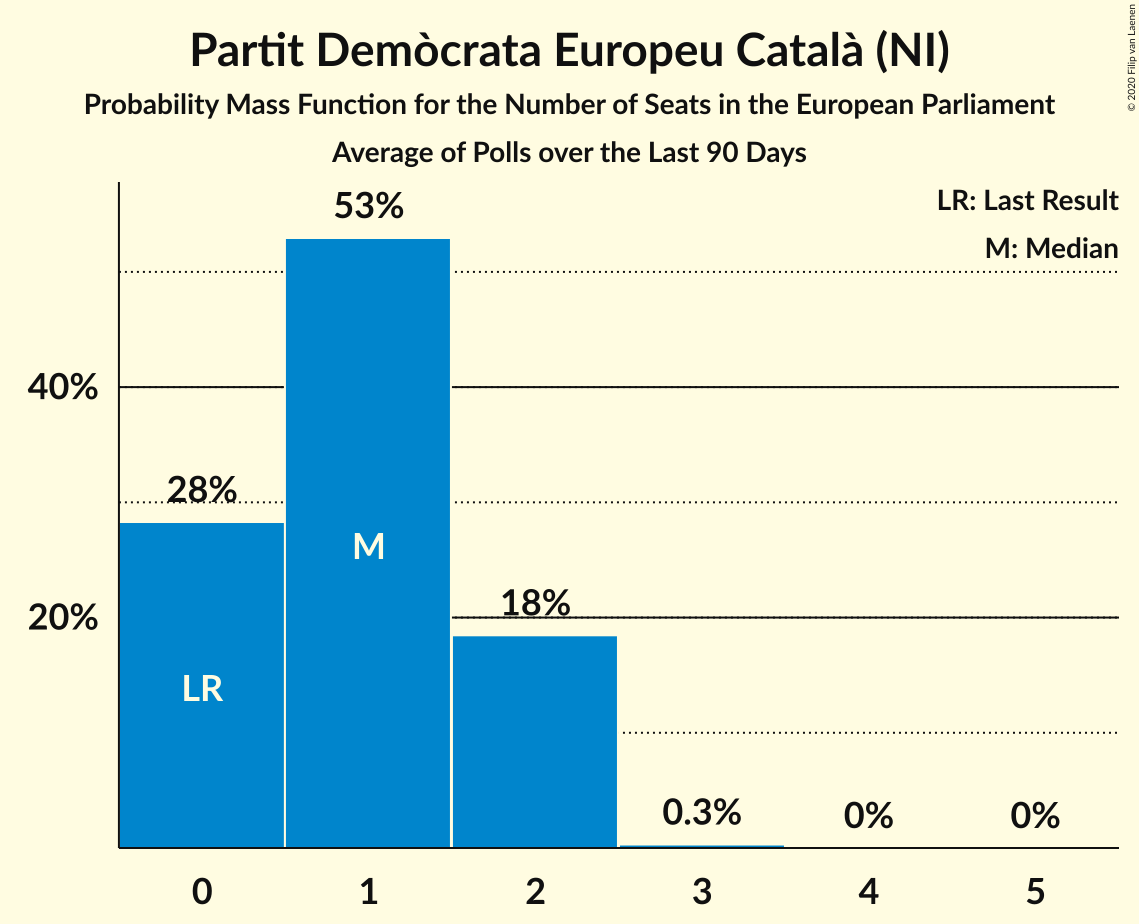 Partit Demòcrata Europeu Català (NI)
Probability Mass Function for the Number of Seats in the European Parliament
Average of Polls over the Last 90 Days
© 2020 Filip van Laenen
LR: Last Result
M: Median
53%
40%
28%
M
20%
18%
LR
0.3%
0%
0%
0 1 2 3 4 5